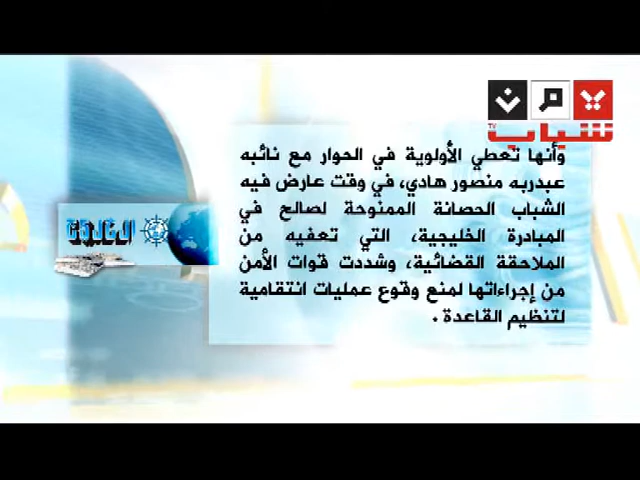 يمن
شباب
TV
وأنها تعطي الأولوية في الحوار مع نائبه
عبدربه منصور هادي، في وقت عارض فيه
الشباب الحصانة الممنوحة لصالح في
المبادرة الخليجية، التي تعفيه من
الملاحقة القضائية، وشددت قوات الأمن
من إجراءاتها لمنع وقوع عمليات انتقامية
لتنظيم القاعدة .